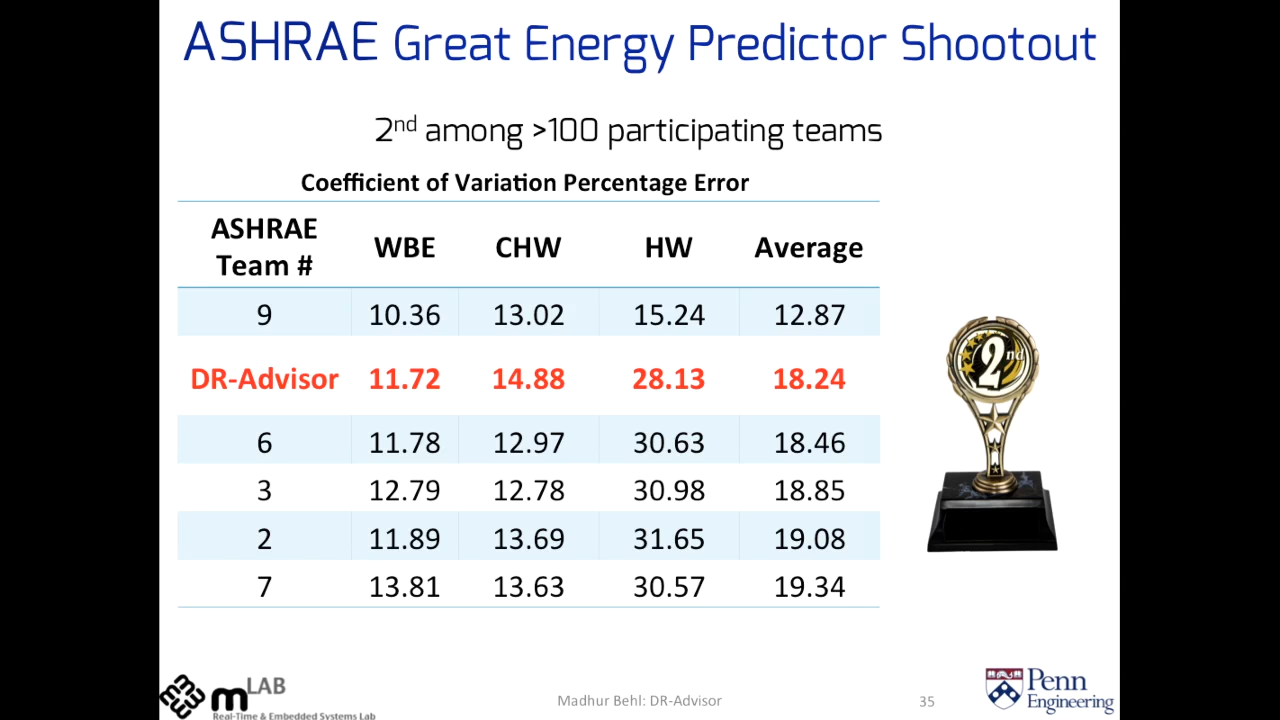 ASHRAE Great Energy Predictor Shootout
2nd among >100 participating teams
Coefficient of Variation Percentage Error
ASHRAE Team # WBE CHW HW Average
9 10.36 13.02 15.24 12.87
DR-Advisor 11.72 14.88 28.13 18.24
6 11.78 12.97 30.63 18.46
3 12.79 12.78 30.98 18.85
2 11.89 13.69 31.65 19.08
7 13.81 13.63 30.57 19.34
2nd
mLAB
Real-Time & Embedded Systems Lab
Madhur Behl: DR-Advisor
35
Penn
Engineering